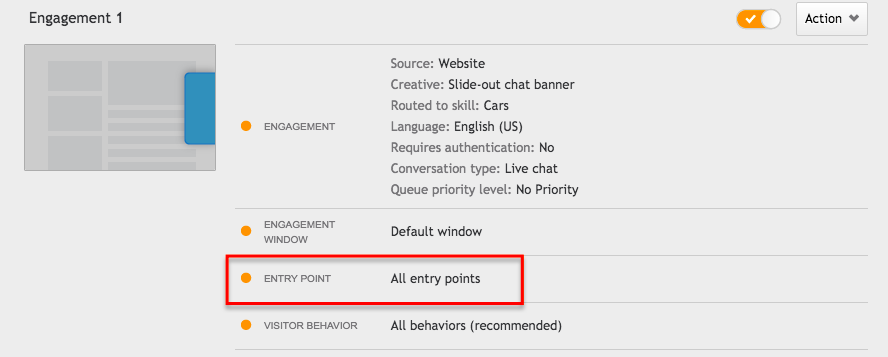 Engagement 1
Action
ENGAGEMENT
Source: Website
Creative: Slide-out chat banner
Routed to skill: Cars
Language: English (US)
Requires authentication: No
Conversation type: Live chat
Queue priority level: No Priority
ENGAGEMENT
WINDOW
Default window
ENTRY POINT
All entry points
VISITOR BEHAVIOR
All behaviors (recommended)